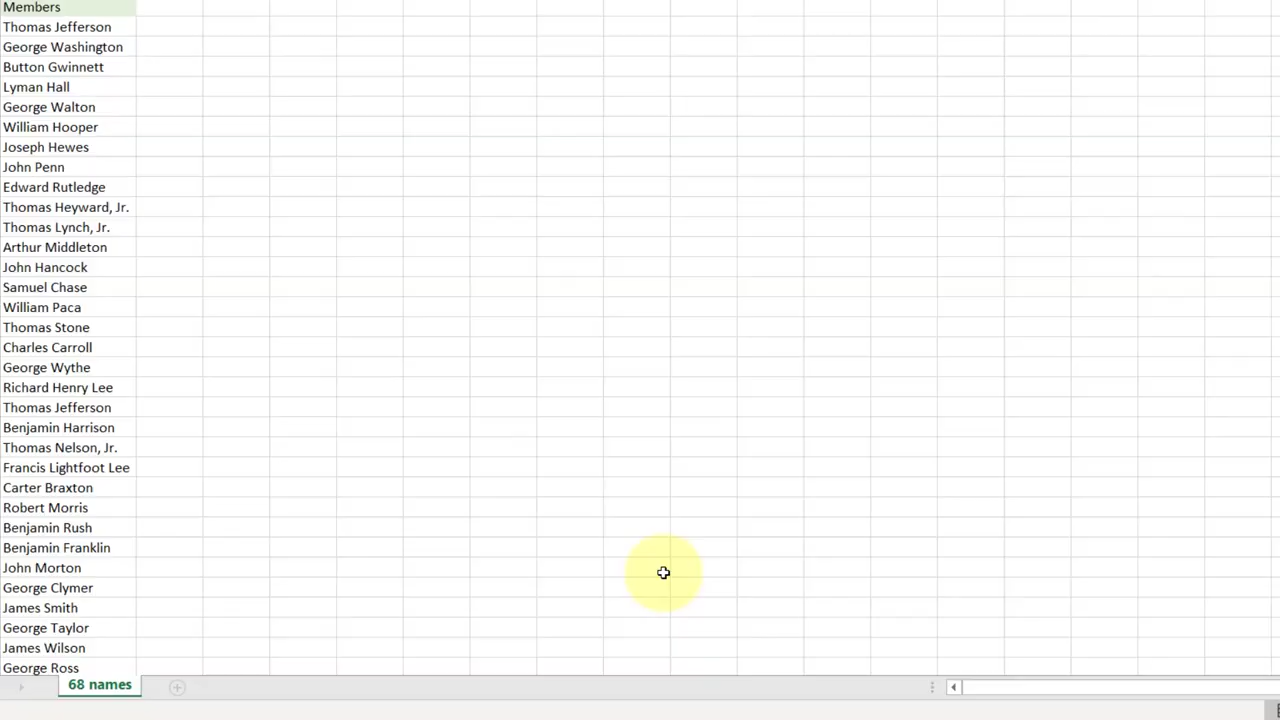 Members
Thomas Jefferson
George Washington
Button Gwinnett
Lyman Hall
George Walton
William Hooper
Joseph Hewes
John Penn
Edward Rutledge
Thomas Heyward, Jr.
Thomas Lynch, Jr.
Arthur Middleton
John Hancock
Samuel Chase
William Paca
Thomas Stone
Charles Carroll
George Wythe
Richard Henry Lee
Thomas Jefferson
Benjamin Harrison
Thomas Nelson, Jr.
Francis Lightfoot Lee
Carter Braxton
Robert Morris
Benjamin Rush
Benjamin Franklin
John Morton
George Clymer
James Smith
George Taylor
James Wilson
George Ross
68 names